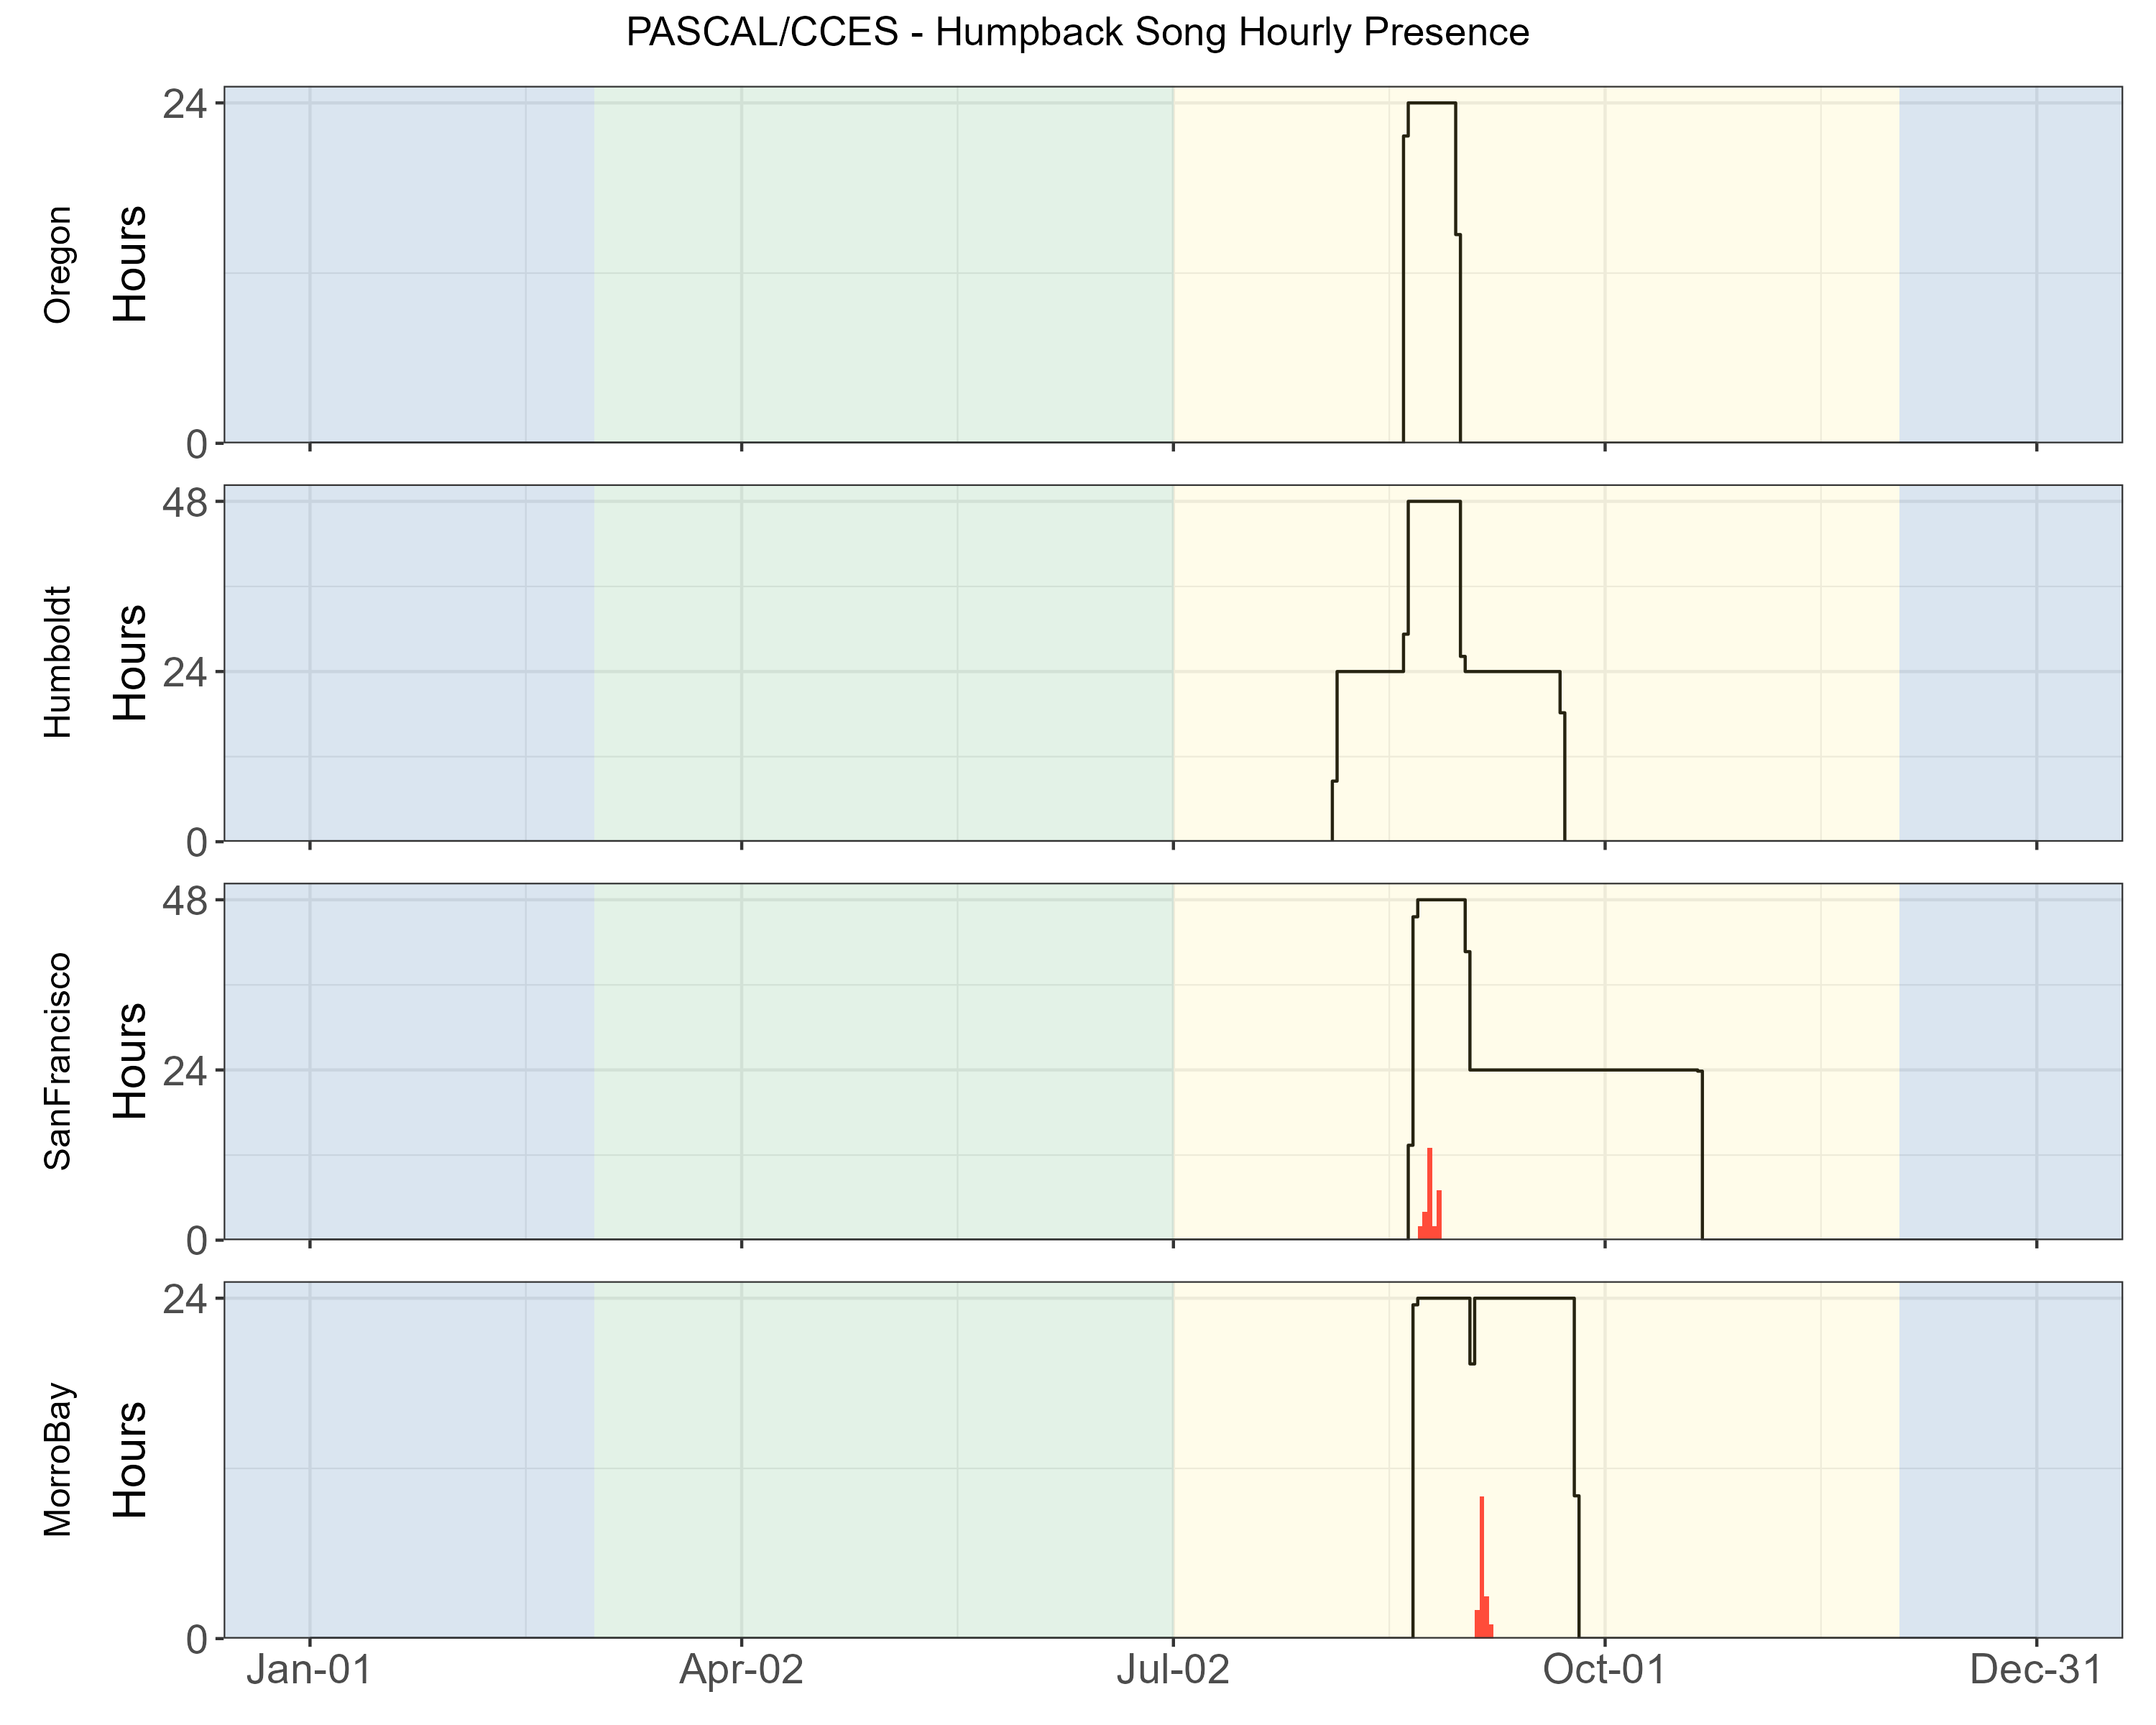 PASCAL/CCES - Humpback Song Hourly Presence
Oregon
Hours
24
0
Humboldt
Hours
48
24
0
SanFrancisco
Hours
48
24
0
MorroBay
Hours
24
0
Jan-01
Apr-02
Jul-02
Oct-01
Dec-31